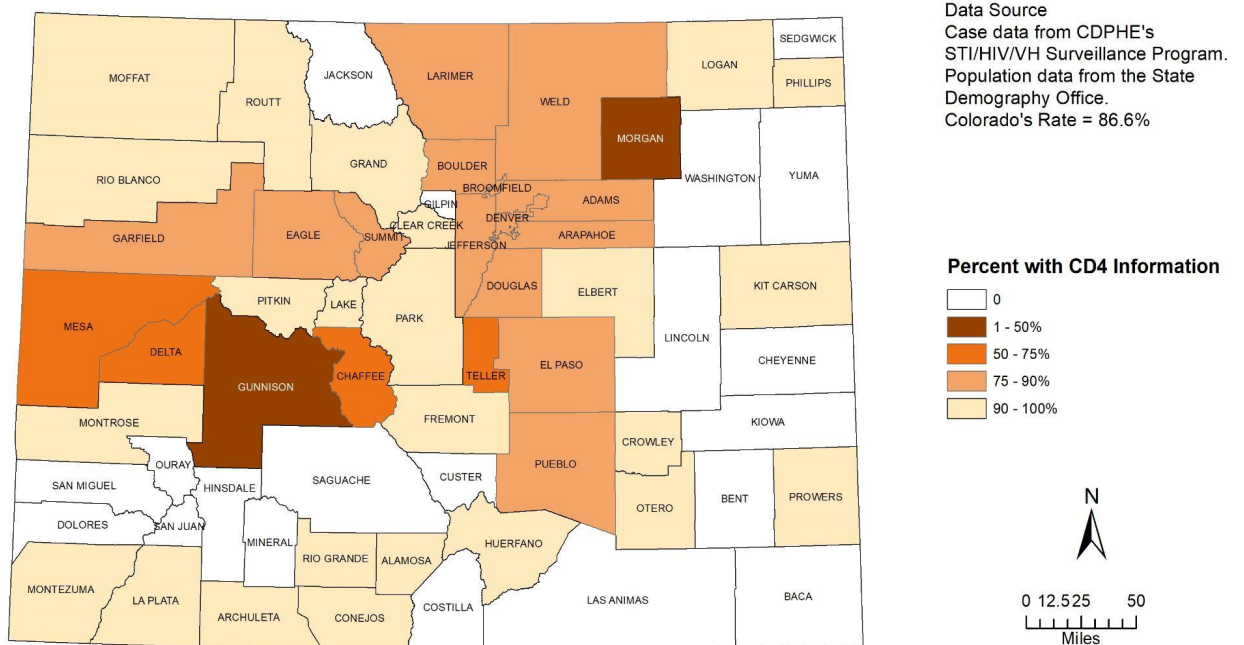 Data Source
Case data from CDPHE's
STI/HIV/VH Surveillance Program.
Population data from the State
Demography Office.
Colorado's Rate = 86.6%
SEDGWICK
LOGAN
PHILLIPS
MOFFAT
ROUTT
JACKSON
LARIMER
WELD
MORGAN
WASHINGTON
YUMA
RIO BLANCO
GRAND
BOULDER
BROOMFIELD
GILPIN
ADAMS
DENVER
CLEAR CREEK
ARAPAHOE
GARFIELD
EAGLE
SUMMIT
JEFFERSON
DOUGLAS
ELBERT
KIT CARSON
PITKIN
LAKE
PARK
MESA
DELTA
LINCOLN
CHEYENNE
GUNNISON
CHAFFEE
TELLER
EL PASO
MONTROSE
FREMONT
KIOWA
CROWLEY
OURAY
PUEBLO
SAN MIGUEL
HINSDALE
SAGUACHE
CUSTER
OTERO
BENT
PROWERS
DOLORES
SAN JUAN
MINERAL
RIO GRANDE
ALAMOSA
HUERFANO
MONTEZUMA
LA PLATA
ARCHULETA
CONEJOS
COSTILLA
LAS ANIMAS
BACA
Percent with CD4 Information
0
1 - 50%
50 - 75%
75 - 90%
90 - 100%
N
0 12.5 25 50
Miles